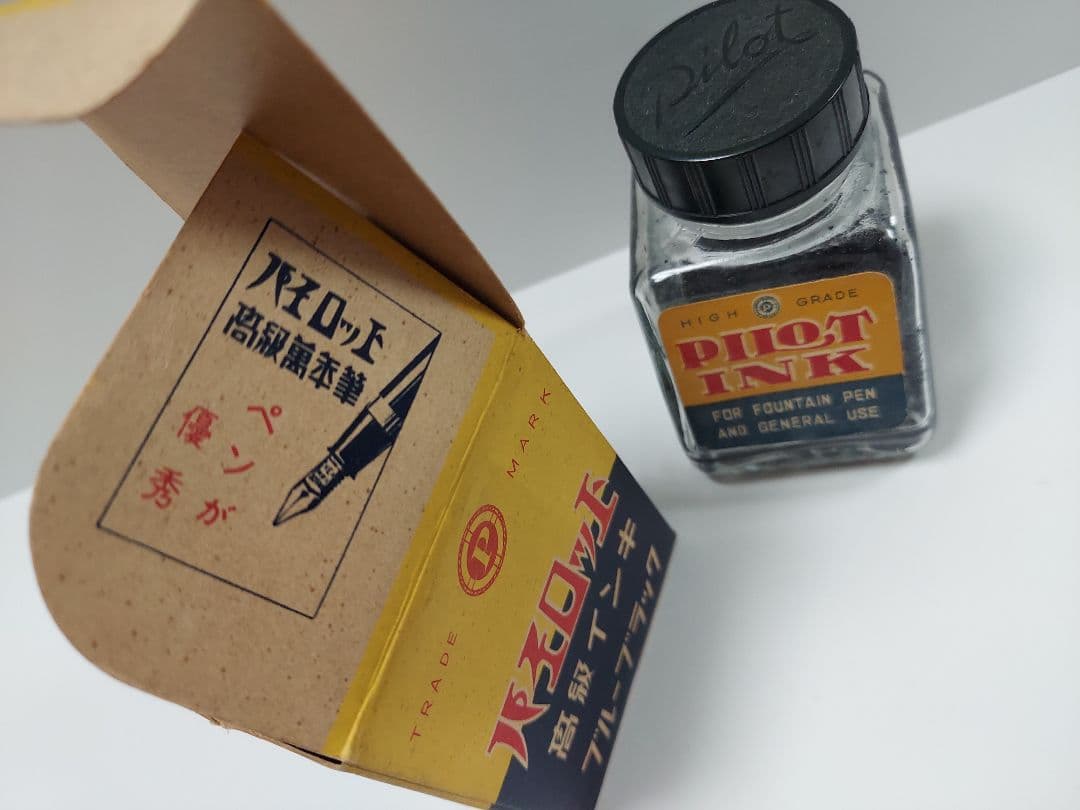 パイロット
高級萬年筆
ペンが
優秀
TRADE MARK
P
パイロット
高級インキ
ブルーブラック
Pilot
HIGH GRADE
P
PILOT
INK
FOR FOUNTAIN PEN
AND GENERAL USE